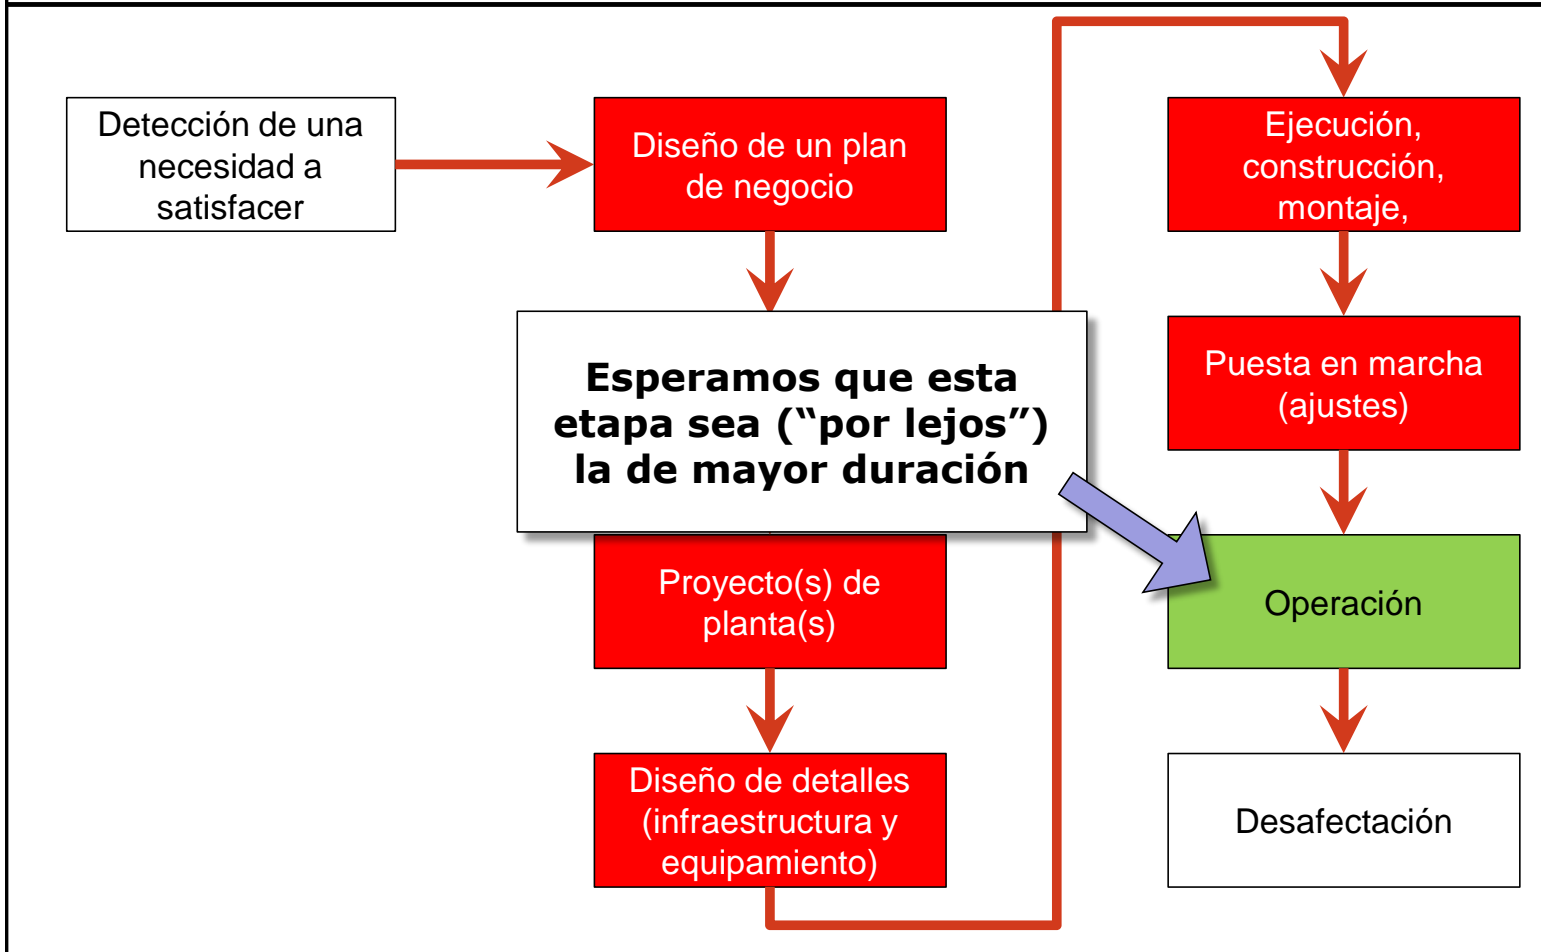 Detección de una
necesidad a
satisfacer
Diseño de un plan
de negocio
Esperamos que esta
etapa sea (“por lejos”)
la de mayor duración
Proyecto(s) de
planta(s)
Diseño de detalles
(infraestructura y
equipamiento)
Ejecución,
construcción,
montaje,
Puesta en marcha
(ajustes)
Operación
Desafectación